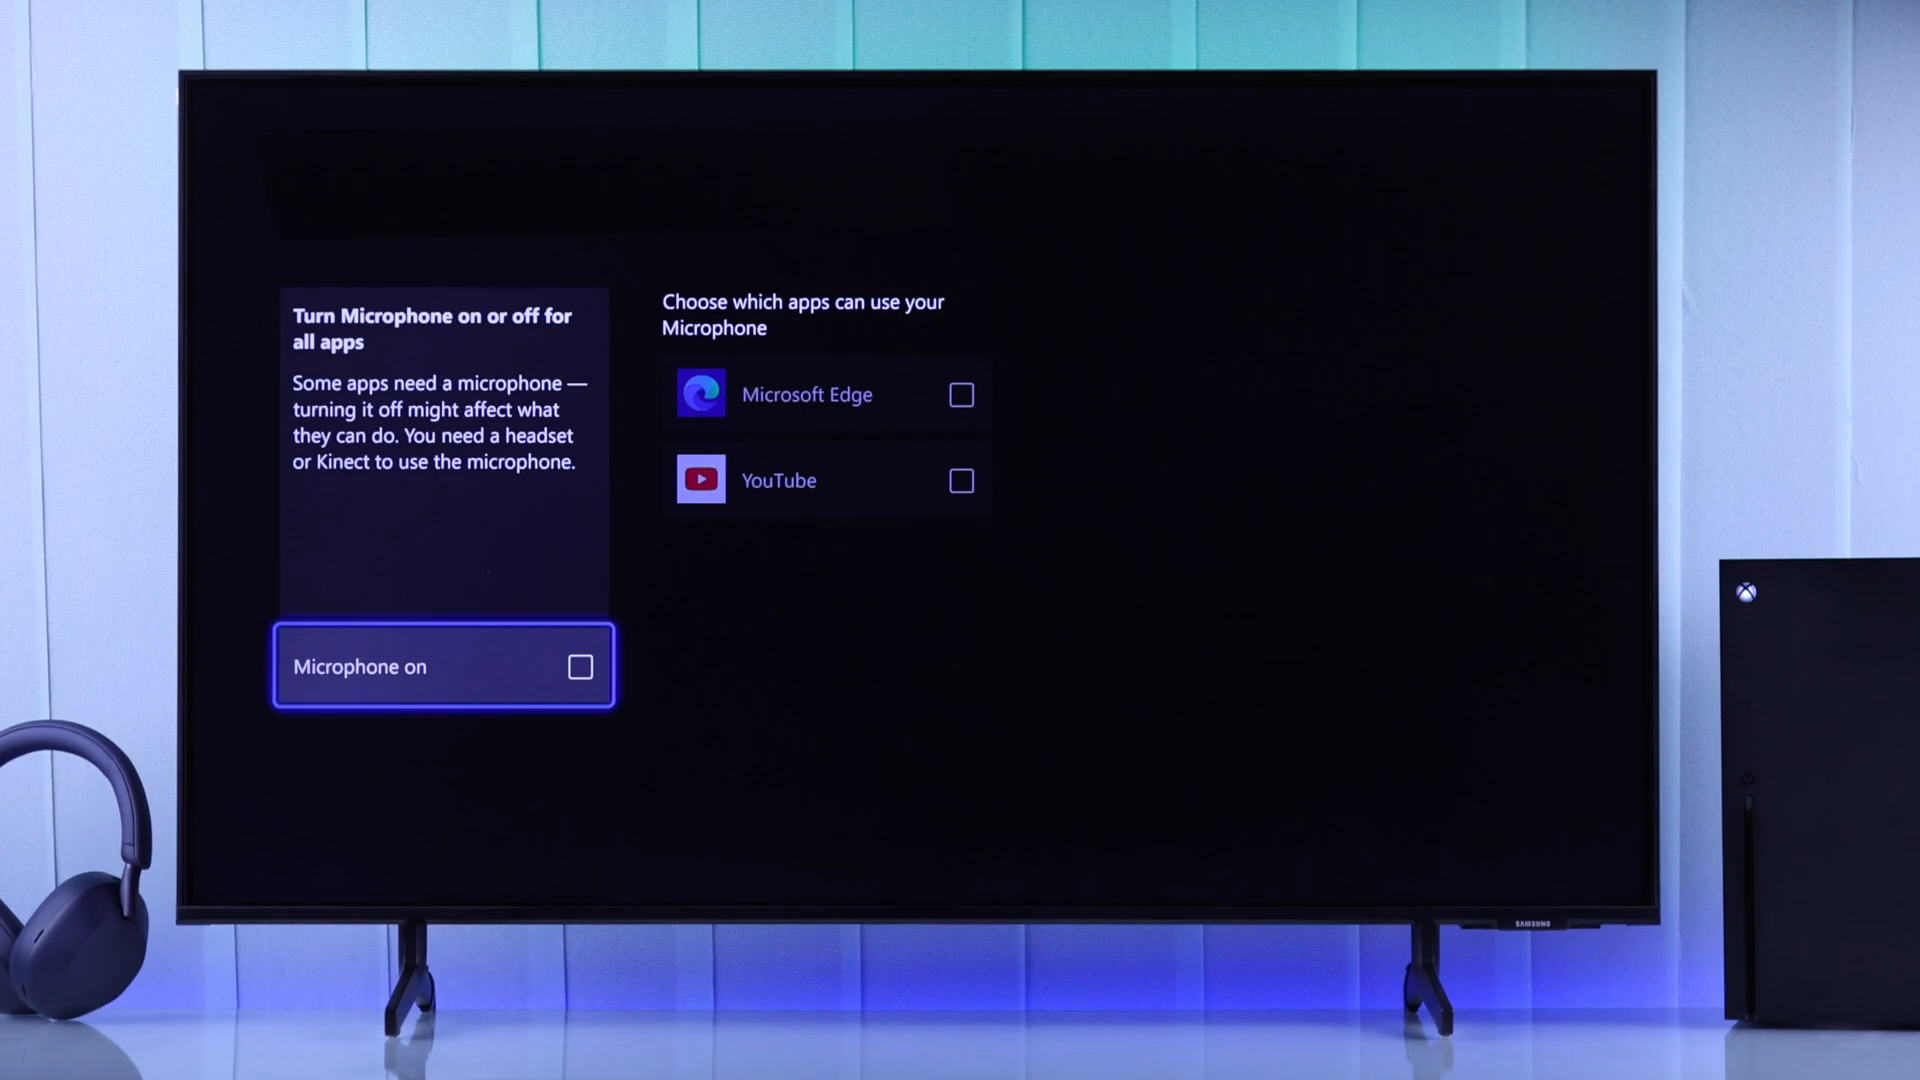 Turn Microphone on or off for
all apps
Some apps need a microphone —
turning it off might affect what
they can do. You need a headset
or Kinect to use the microphone.
Microphone on
Choose which apps can use your
Microphone
Microsoft Edge
YouTube
SAMSUNG